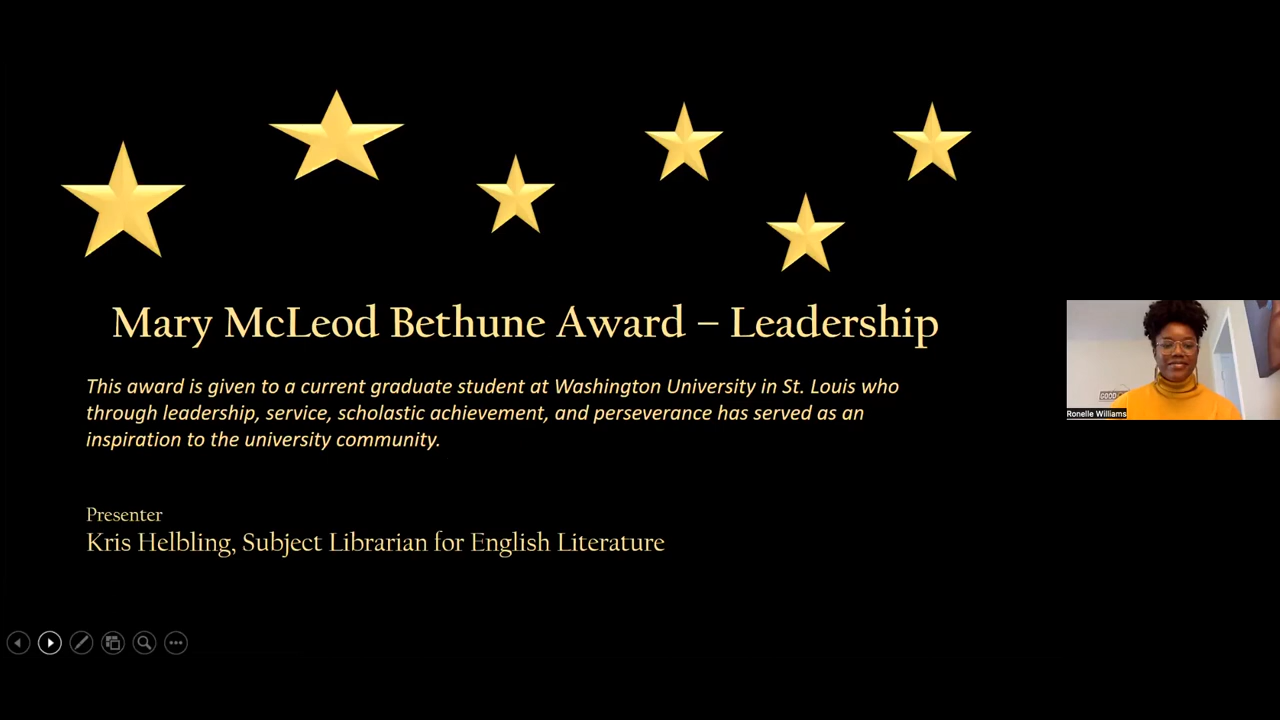 Mary McLeod Bethune Award – Leadership
This award is given to a current graduate student at Washington University in St. Louis who
through leadership, service, scholastic achievement, and perseverance has served as an
inspiration to the university community.
Presenter
Kris Helbling, Subject Librarian for English Literature
GOOD
Ronelle Williams